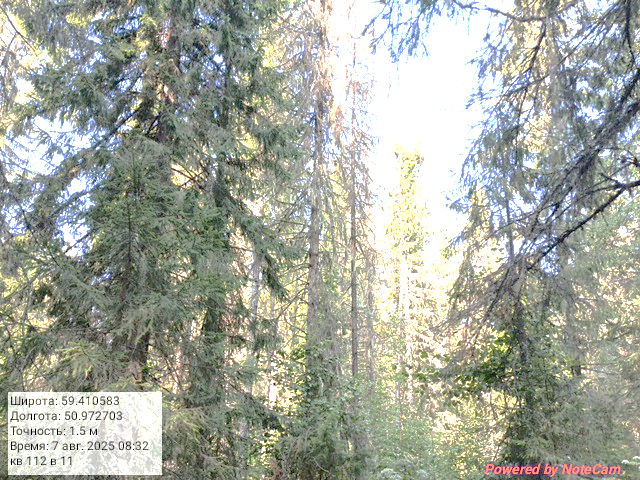 Широта: 59.410583
Долгота: 50.972703
Точность: 1.5 м
Время: 7 авг. 2025 08:32
кв 112 в 11
Powered by NoteCam